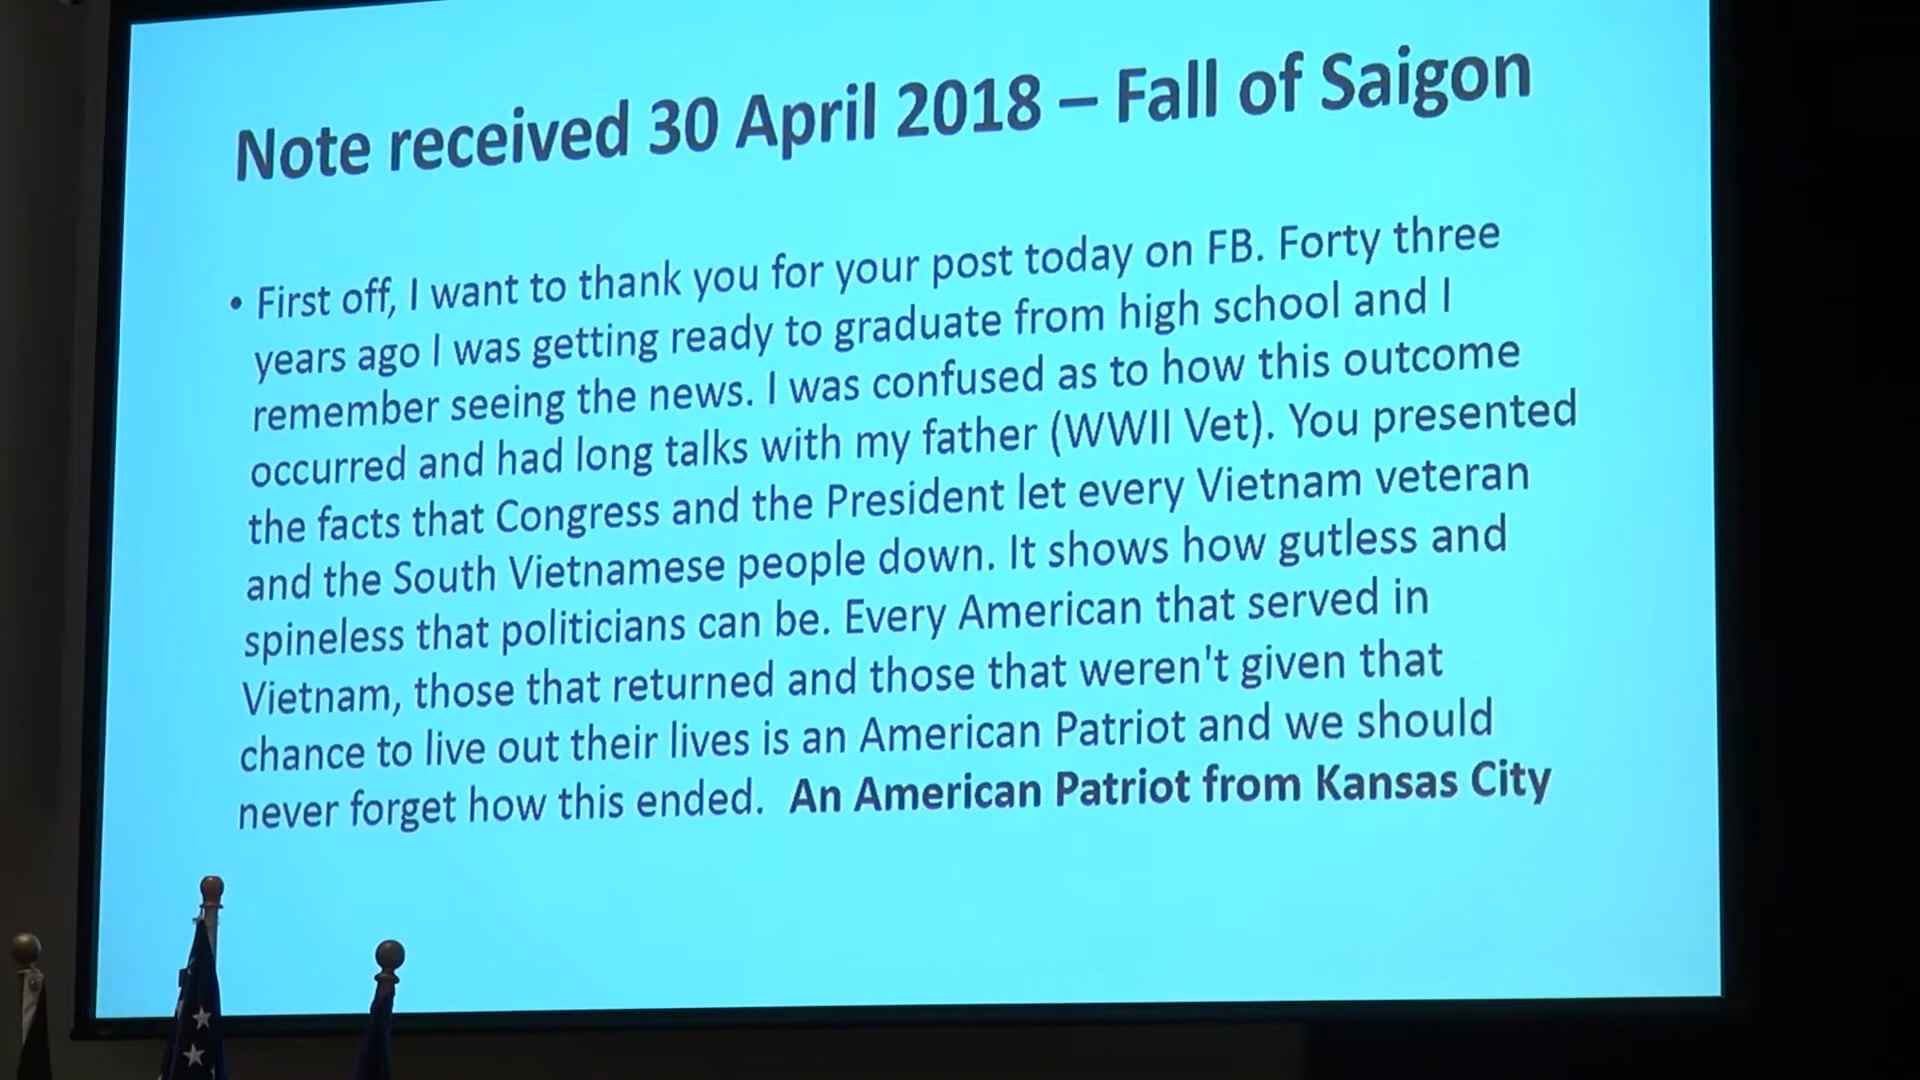 Note received 30 April 2018 – Fall of Saigon
• First off, I want to thank you for your post today on FB. Forty three
years ago I was getting ready to graduate from high school and I
remember seeing the news. I was confused as to how this outcome
occurred and had long talks with my father (WWII Vet). You presented
the facts that Congress and the President let every Vietnam veteran
and the South Vietnamese people down. It shows how gutless and
spineless that politicians can be. Every American that served in
Vietnam, those that returned and those that weren't given that
chance to live out their lives is an American Patriot and we should
never forget how this ended. An American Patriot from Kansas City